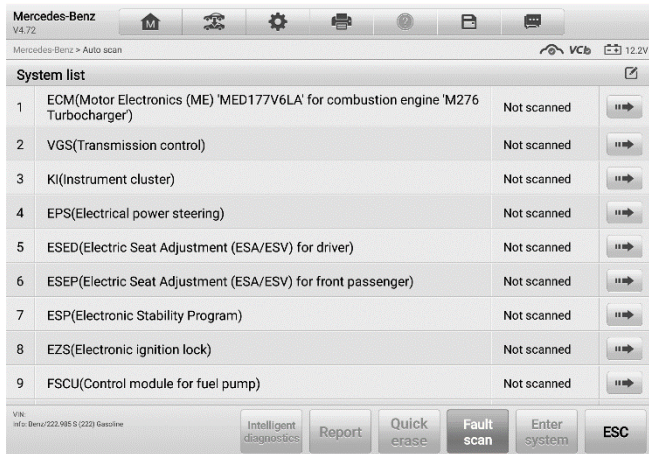 Mercedes-Benz
V4.72
Mercedes-Benz > Auto scan
VCb
12.2V
System list
1 ECM(Motor Electronics (ME) 'MED177V6LA' for combustion engine 'M276
Turbocharger') Not scanned
2 VGS(Transmission control) Not scanned
3 KI(Instrument cluster) Not scanned
4 EPS(Electrical power steering) Not scanned
5 ESED(Electric Seat Adjustment (ESA/ESV) for driver) Not scanned
6 ESEP(Electric Seat Adjustment (ESA/ESV) for front passenger) Not scanned
7 ESP(Electronic Stability Program) Not scanned
8 EZS(Electronic ignition lock) Not scanned
9 FSCU(Control module for fuel pump) Not scanned
VIN:
info: Benz/222.985 S (222) Gasoline
Intelligent
diagnostics
Report
Quick
erase
Fault
scan
Enter
system
ESC